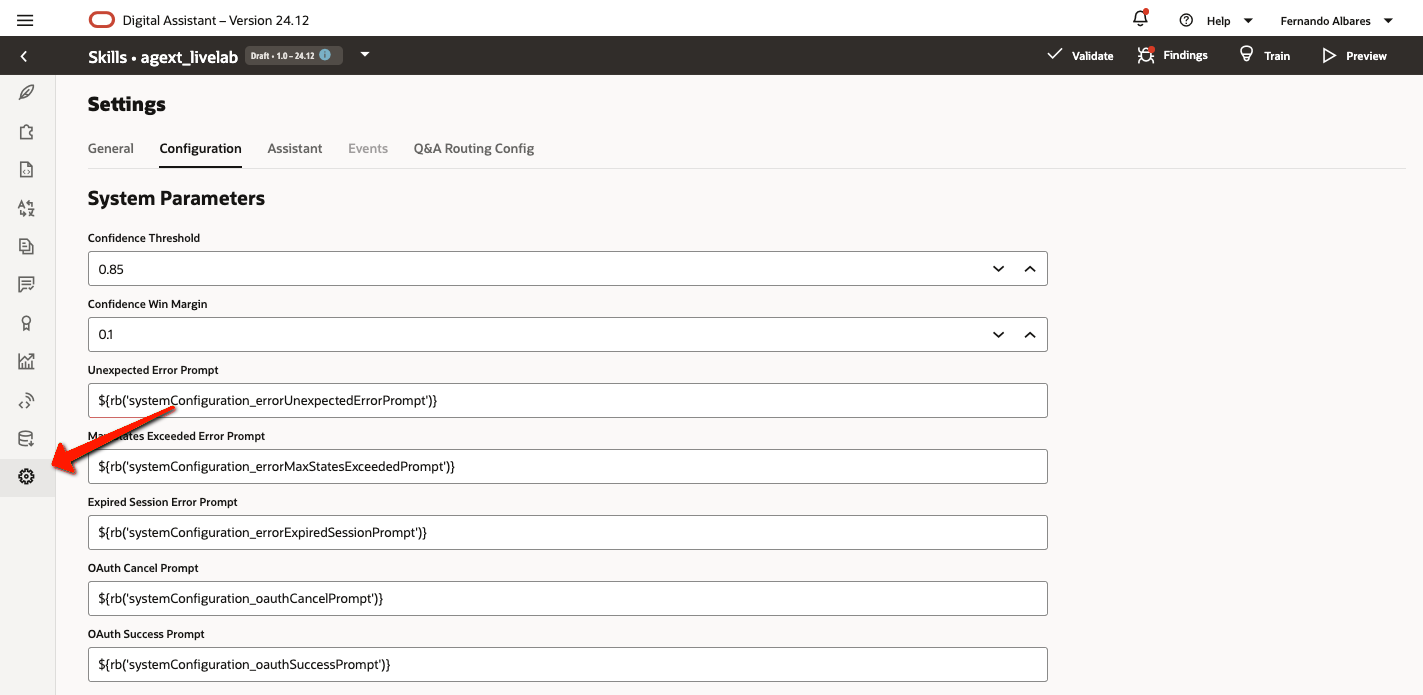 Digital Assistant – Version 24.12
Help
Fernando Albares
Skills • agext_livelab
Draft • 1.0 – 24.12
Validate
Findings
Train
Preview
Settings
General
Configuration
Assistant
Events
Q&A Routing Config
System Parameters
Confidence Threshold
0.85
Confidence Win Margin
0.1
Unexpected Error Prompt
${rb('systemConfiguration_errorUnexpectedErrorPrompt')}
Max States Exceeded Error Prompt
${rb('systemConfiguration_errorMaxStatesExceededPrompt')}
Expired Session Error Prompt
${rb('systemConfiguration_errorExpiredSessionPrompt')}
OAuth Cancel Prompt
${rb('systemConfiguration_oauthCancelPrompt')}
OAuth Success Prompt
${rb('systemConfiguration_oauthSuccessPrompt')}